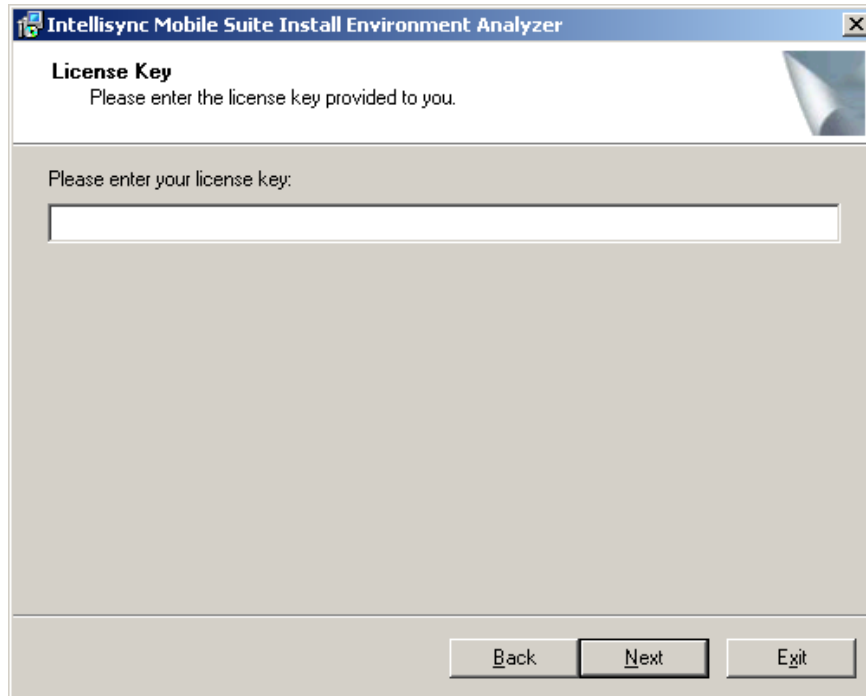 Intellisync Mobile Suite Install Environment Analyzer
License Key
Please enter the license key provided to you.
Please enter your license key:
Back Next Exit